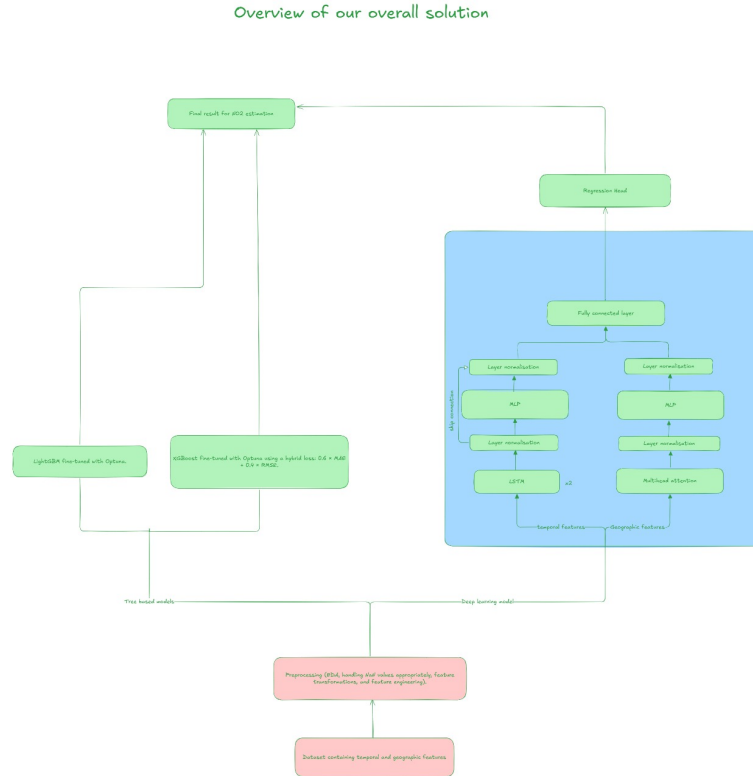 Overview of our overall solution
Final result for NO2 estimation
Regression Head
Fully connected layer
Layer normalization
Layer normalization
skip connection
MLP
MLP
Layer normalization
Layer normalization
LightGBM fine-tuned with Optuna.
XGBoost fine-tuned with Optuna using a hybrid loss: 0.6 * MAE
+ 0.4 * RMSE.
LSTM
x2
Multihead attention
temporal features
Geographic features
Tree based models
Deep learning model
Preprocessing (EDA, handling NaN values appropriately, feature
transformations, and feature engineering).
Dataset containing temporal and geographic features